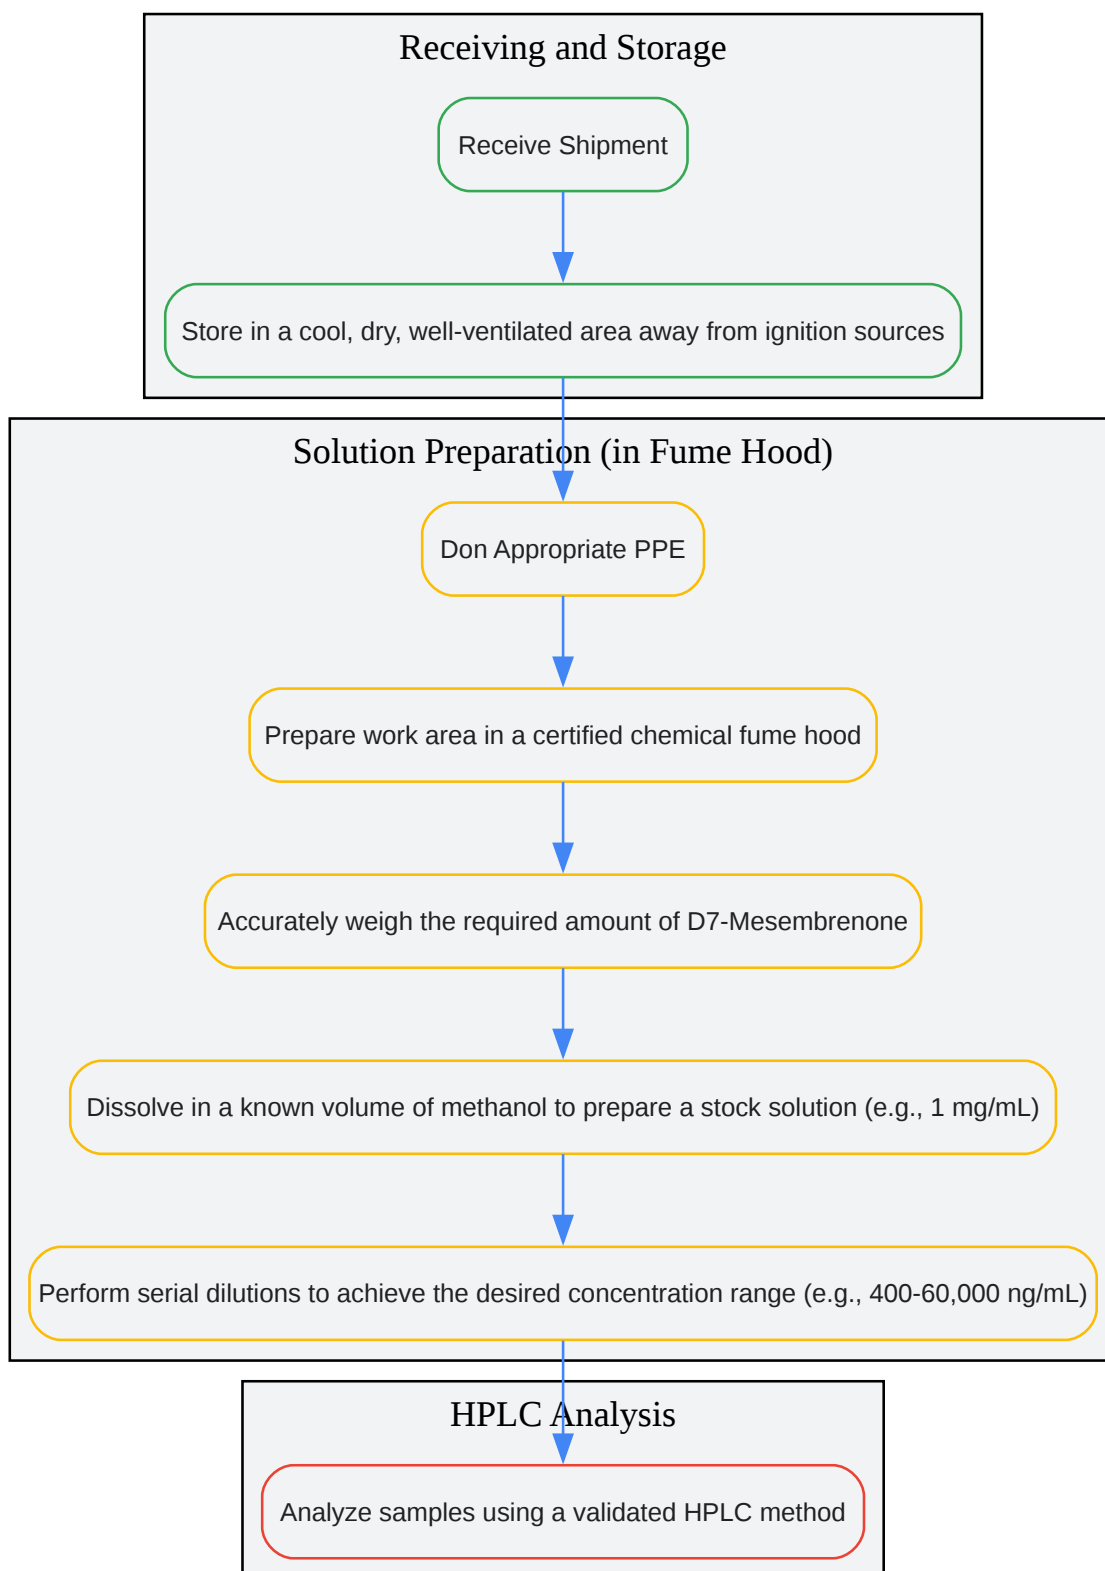 Receiving and Storage
Receive Shipment
Store in a cool, dry, well-ventilated area away from ignition sources
Solution Preparation (in Fume Hood)
Don Appropriate PPE
Prepare work area in a certified chemical fume hood
Accurately weigh the required amount of D7-Mesembrenone
Dissolve in a known volume of methanol to prepare a stock solution (e.g., 1 mg/mL)
Perform serial dilutions to achieve the desired concentration range (e.g., 400-60,000 ng/mL)
HPLC Analysis
Analyze samples using a validated HPLC method